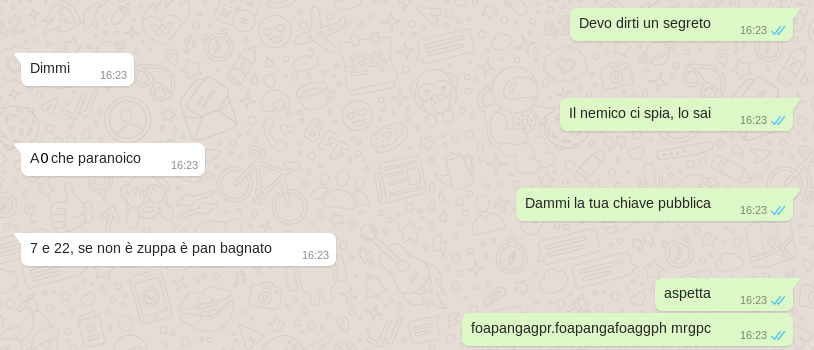 Devo dirti un segreto 16:23
Dimmi 16:23
Il nemico ci spia, lo sai 16:23
AO che paranoico 16:23
Dammi la tua chiave pubblica 16:23
7 e 22, se non è zuppa è pan bagnato 16:23
aspetta 16:23
foapangagpr.foapangafoaggph mrgpc 16:23